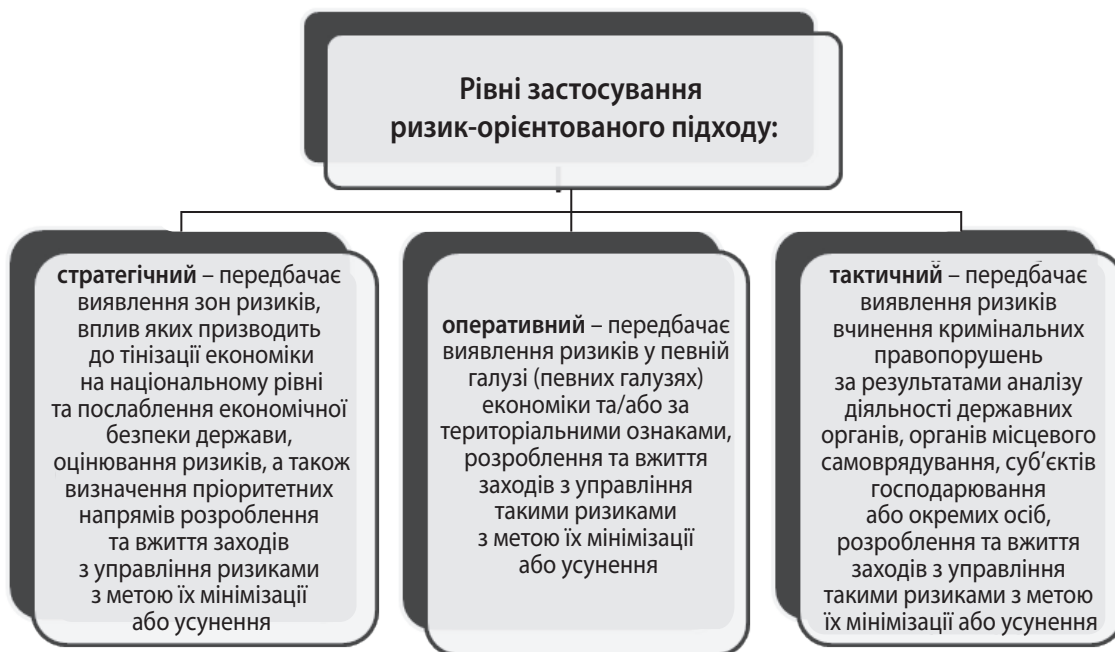 Рівні застосування
ризик-орієнтованого підходу:
стратегічний – передбачає
виявлення зон ризиків,
вплив яких призводить
до тінізації економіки
на національному рівні
та послаблення економічної
безпеки держави,
оцінювання ризиків, а також
визначення пріоритетних
напрямів розроблення
та вжиття заходів
з управління ризиками
з метою їх мінімізації
або усунення
оперативний – передбачає
виявлення ризиків у певній
галузі (певних галузях)
економіки та/або за
територіальними ознаками,
розроблення та вжиття
заходів з управління
такими ризиками
з метою їх мінімізації
або усунення
тактичний – передбачає
виявлення ризиків
вчинення кримінальних
правопорушень
за результатами аналізу
діяльності державних
органів, органів місцевого
самоврядування, суб’єктів
господарювання
або окремих осіб,
розроблення та вжиття
заходів з управління
такими ризиками з метою
їх мінімізації або усунення